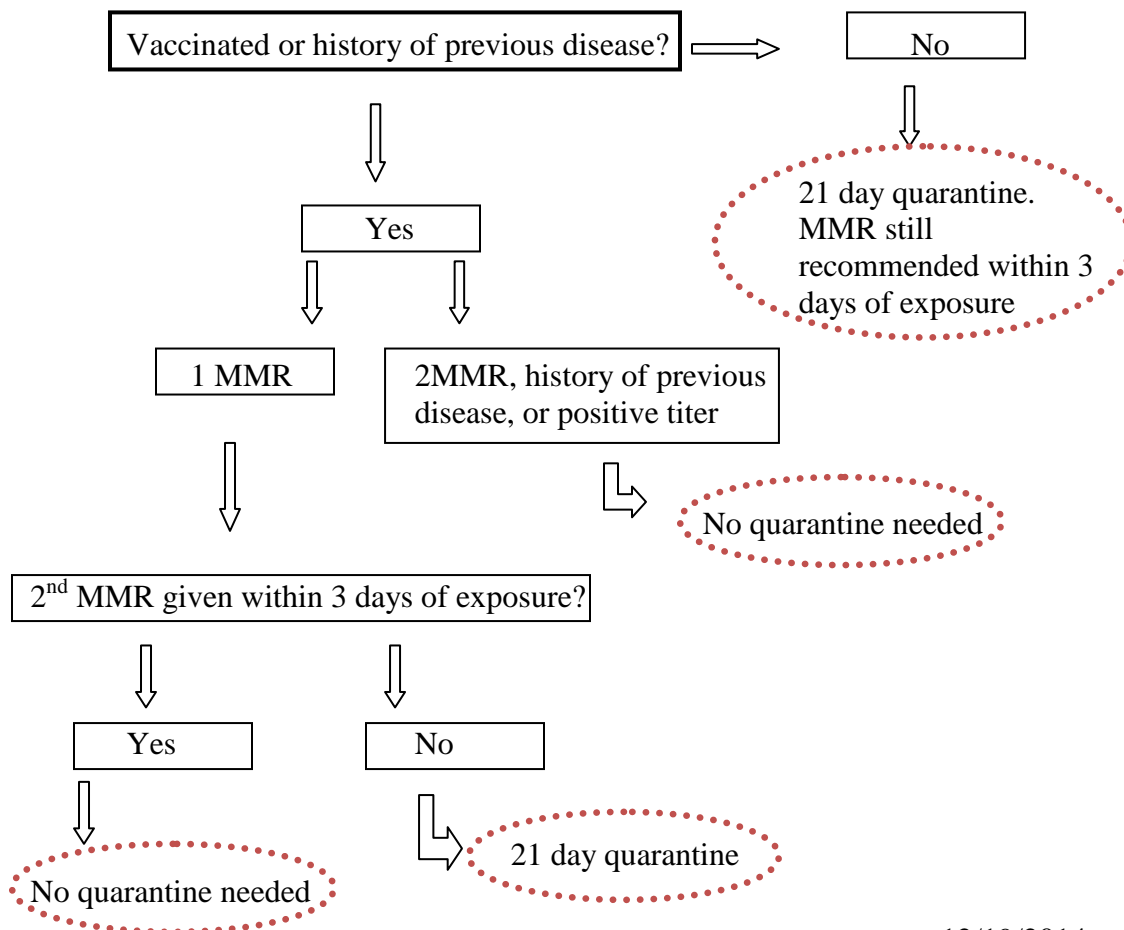 Vaccinated or history of previous disease?
No
21 day quarantine.
MMR still
recommended within 3
days of exposure
Yes
1 MMR
2MMR, history of previous
disease, or positive titer
No quarantine needed
2nd MMR given within 3 days of exposure?
Yes
No
21 day quarantine
No quarantine needed